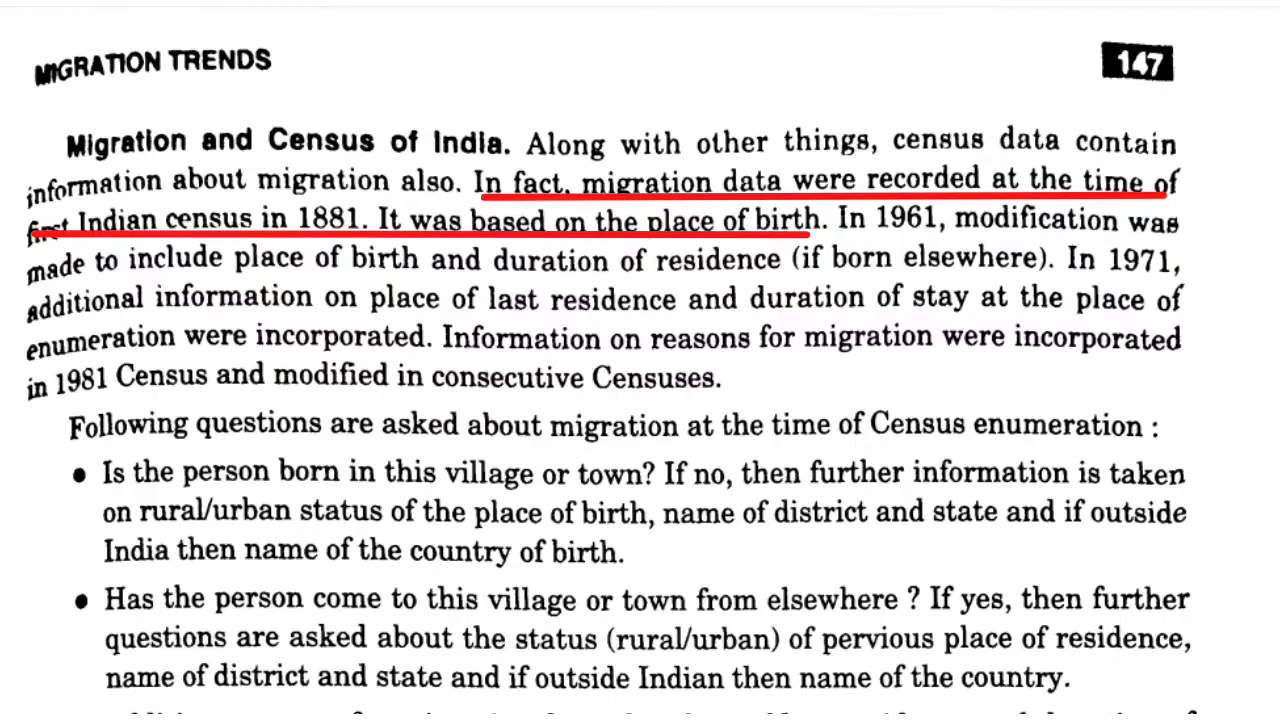 MIGRATION TRENDS
147
Migration and Census of India. Along with other things, census data contain
information about migration also. In fact, migration data were recorded at the time of
first Indian census in 1881. It was based on the place of birth. In 1961, modification was
made to include place of birth and duration of residence (if born elsewhere). In 1971,
additional information on place of last residence and duration of stay at the place of
enumeration were incorporated. Information on reasons for migration were incorporated
in 1981 Census and modified in consecutive Censuses.
Following questions are asked about migration at the time of Census enumeration :
• Is the person born in this village or town? If no, then further information is taken
on rural/urban status of the place of birth, name of district and state and if outside
India then name of the country of birth.
• Has the person come to this village or town from elsewhere ? If yes, then further
questions are asked about the status (rural/urban) of pervious place of residence,
name of district and state and if outside Indian then name of the country.